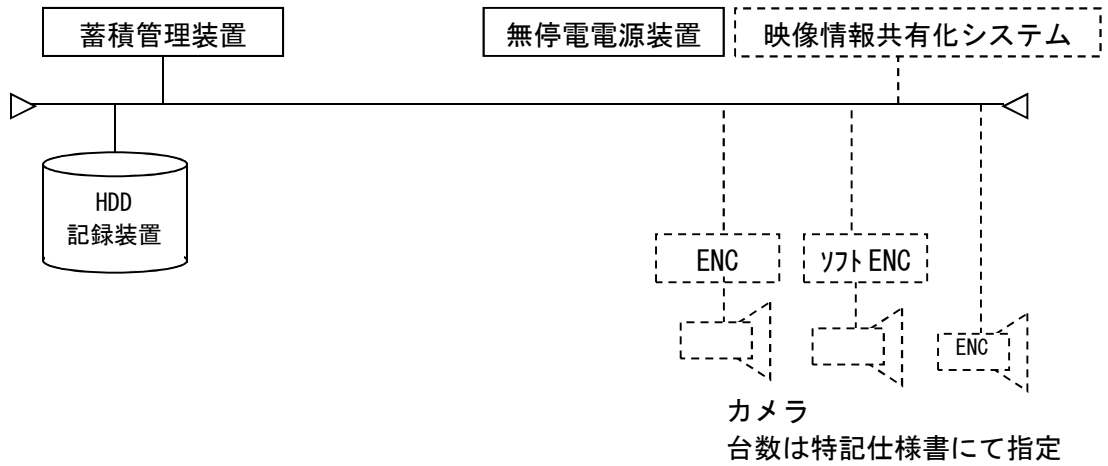 蓄積管理装置
無停電電源装置
映像情報共有化システム
HDD
記録装置
ENC
ｿﾌﾄ ENC
ENC
カメラ
台数は特記仕様書にて指定